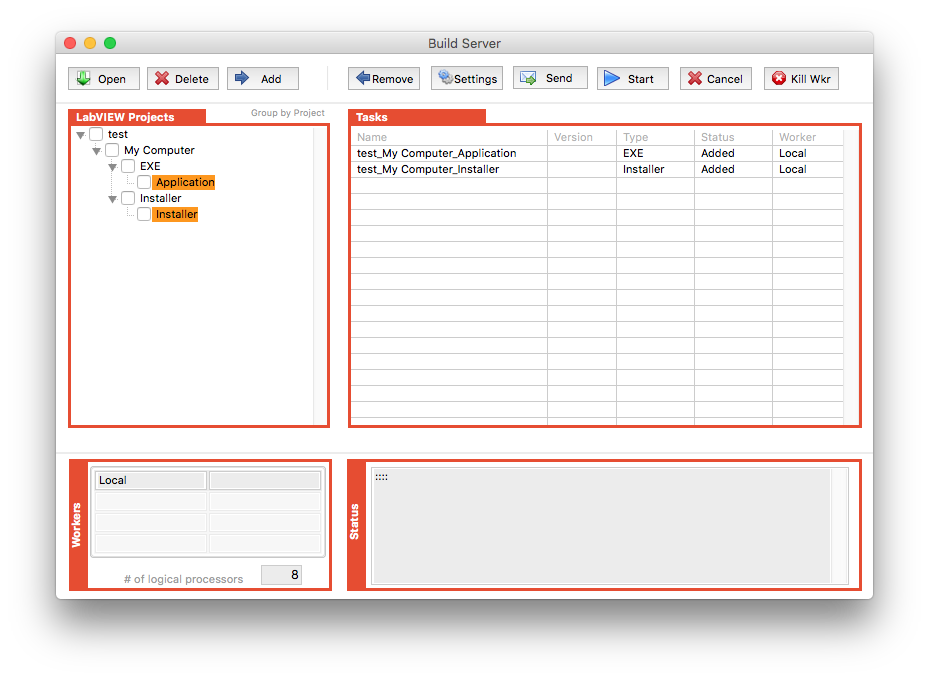 Build Server
Open Delete Add Remove Settings Send Start Cancel Kill Wkr
LabVIEW Projects Group by Project
test
My Computer
EXE
Application
Installer
Installer
Tasks
Name Version Type Status Worker
test_My Computer_Application EXE Added Local
test_My Computer_Installer Installer Added Local
Workers
Local
# of logical processors 8
Status
::::